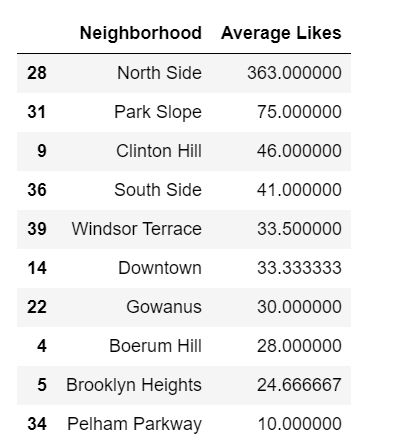 Neighborhood Average Likes
28 North Side 363.000000
31 Park Slope 75.000000
9 Clinton Hill 46.000000
36 South Side 41.000000
39 Windsor Terrace 33.500000
14 Downtown 33.333333
22 Gowanus 30.000000
4 Boerum Hill 28.000000
5 Brooklyn Heights 24.666667
34 Pelham Parkway 10.000000